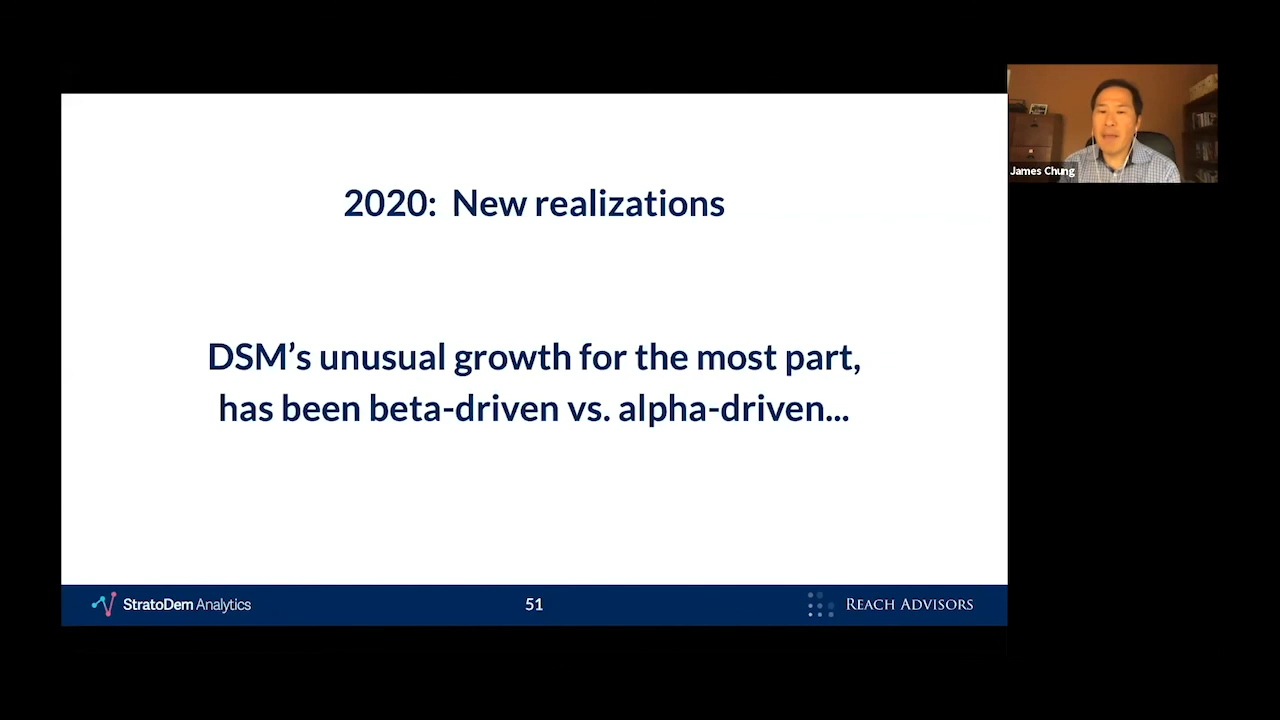 2020:  New realizations
James Chung
DSM’s unusual growth for the most part,
has been beta-driven vs. alpha-driven...
StratoDem Analytics
51
REACH ADVISORS